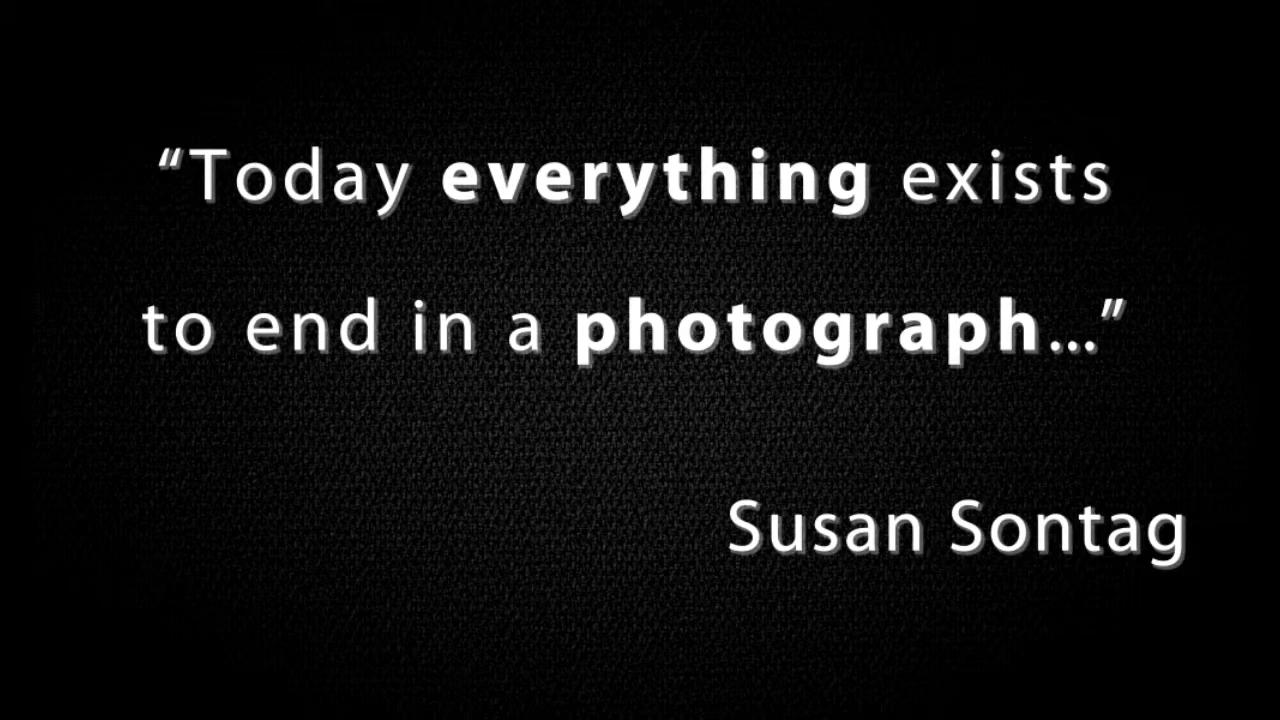 “Today everything exists
to end in a photograph...”
Susan Sontag